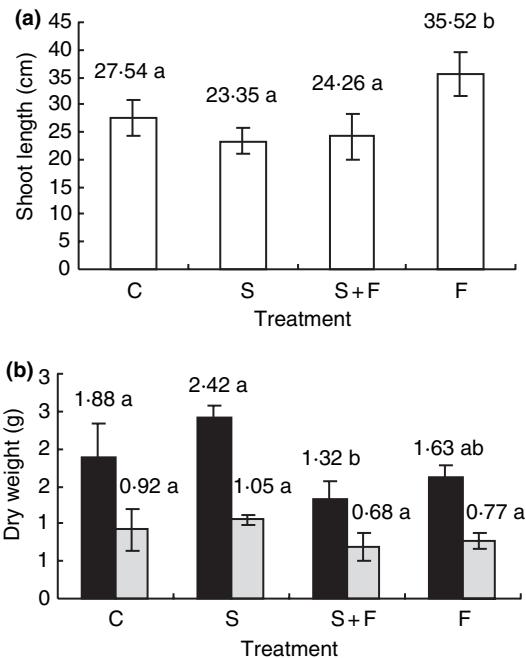 (a)
45
40
35
30
25
20
15
10
5
0
Shoot length (cm)
27·54 a
23·35 a
24·26 a
35·52 b
C S S + F F
Treatment
(b)
3
3
2
2
1
1
0
Dry weight (g)
1·88 a
0·92 a
2·42 a
1·05 a
1·32 b
0·68 a
1·63 ab
0·77 a
C S S + F F
Treatment